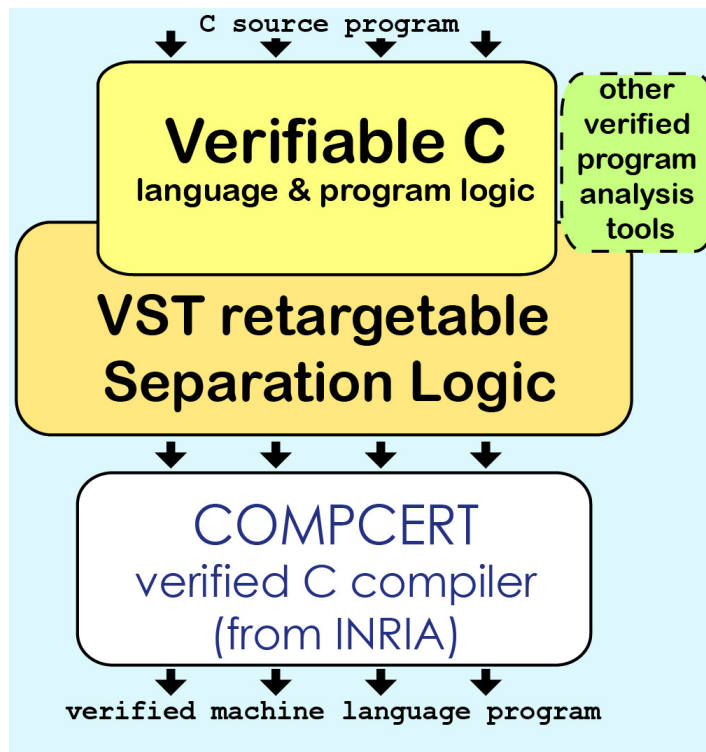 C source program
Verifiable C
language & program logic
other
verified
program
analysis
tools
VST retargetable
Separation Logic
COMPCERT
verified C compiler
(from INRIA)
verified machine language program